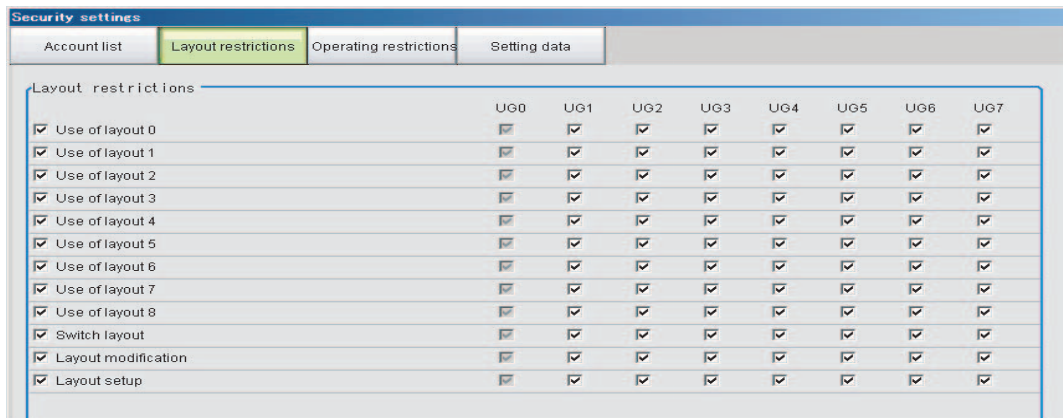 Security settings
Account list Layout restrictions Operating restrictions Setting data
Layout restrictions
UG0 UG1 UG2 UG3 UG4 UG5 UG6 UG7
Use of layout 0
Use of layout 1
Use of layout 2
Use of layout 3
Use of layout 4
Use of layout 5
Use of layout 6
Use of layout 7
Use of layout 8
Switch layout
Layout modification
Layout setup